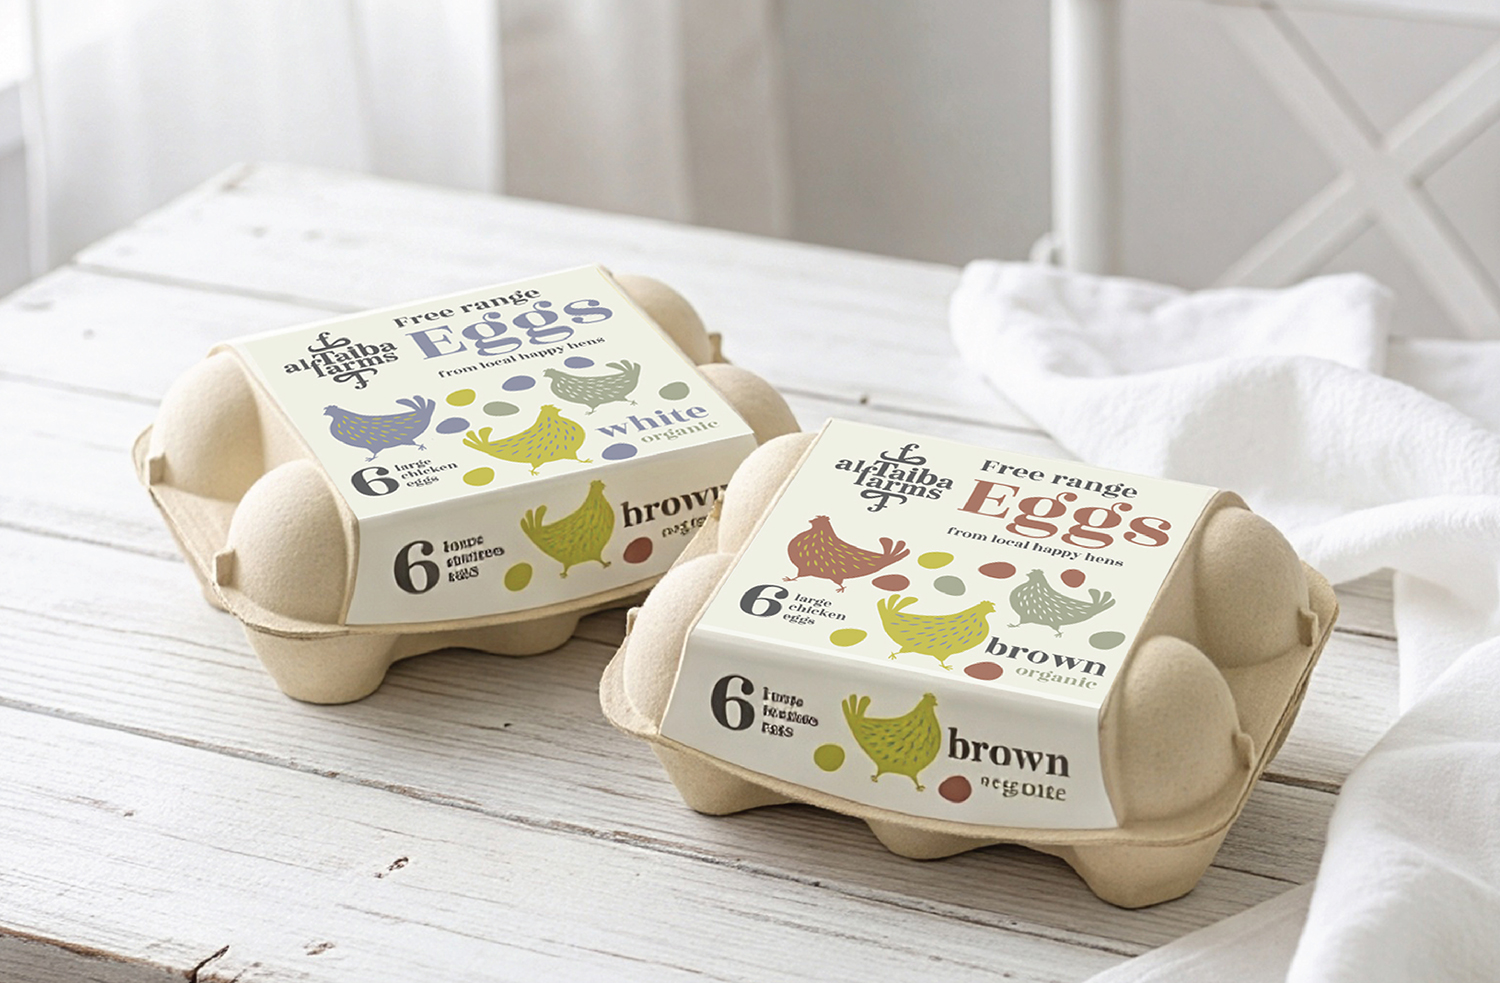 Free range
Eggs
from local happy hens
al Taiba
farms
white
organic
6
large
chicken
eggs
6
brown
Free range
Eggs
from local happy hens
al Taiba
farms
6
large
chicken
eggs
brown
organic
6
brown